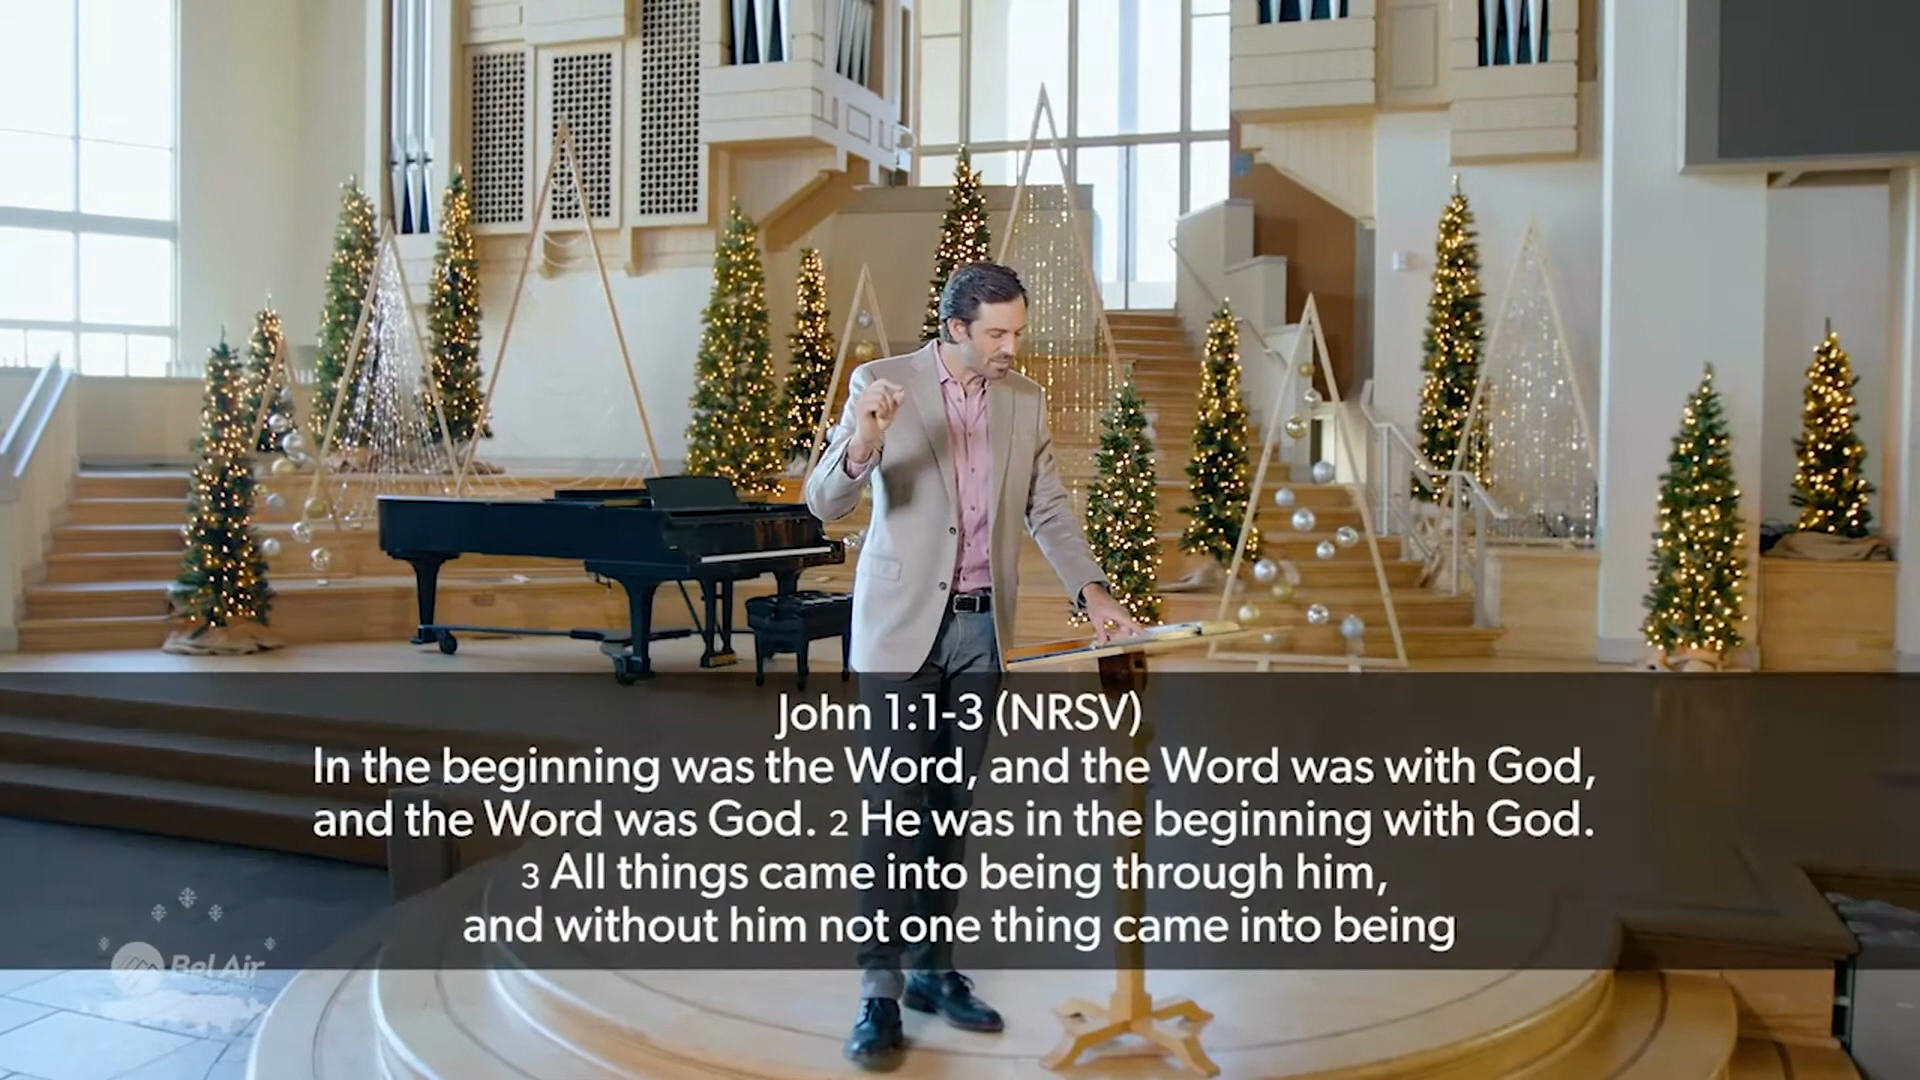 John 1:1-3 (NRSV)
In the beginning was the Word, and the Word was with God,
and the Word was God. 2 He was in the beginning with God.
3 All things came into being through him,
and without him not one thing came into being
Bel Air